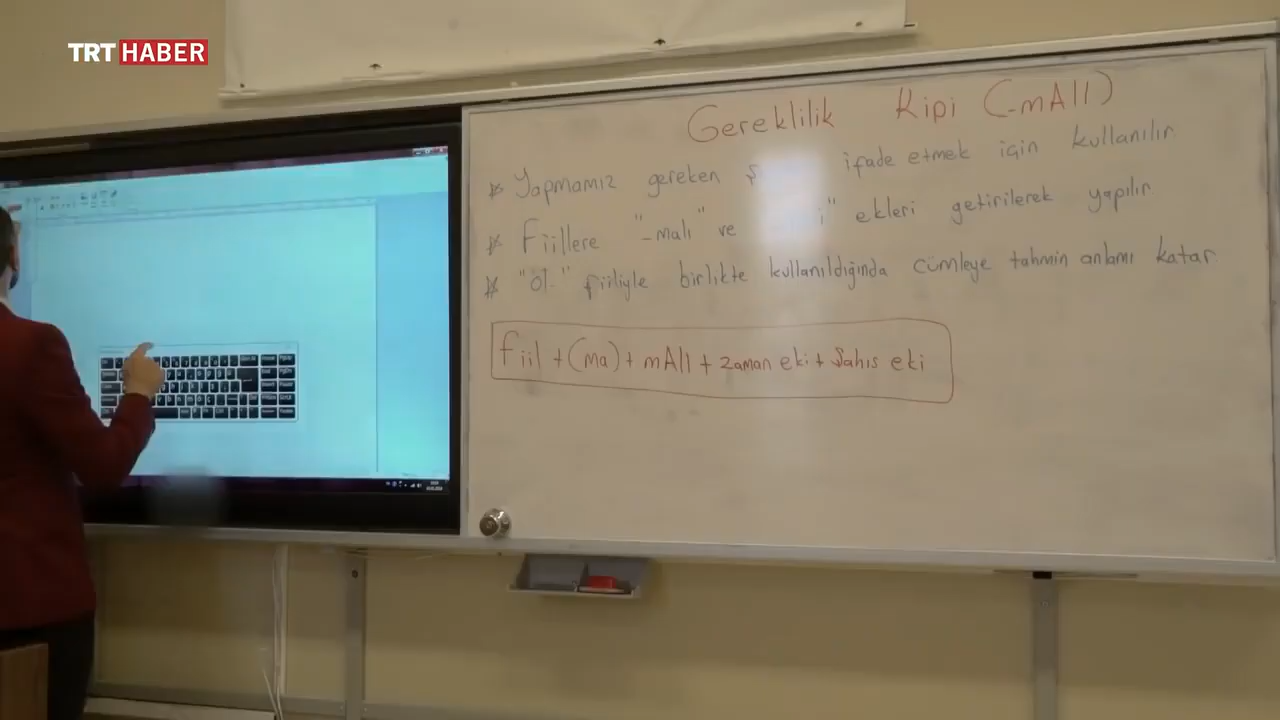 TRT HABER
Gereklilik Kipi (-mAlI)
* Yapmamız gereken ifade etmek için kullanılır
* Fiillere "-malı" ve ekleri getirilerek yapılır
* "ol-" fiiliyle birlikte kullanıldığında cümleye tahmin anlamı katar
Fiil + (ma) + mAlI + zaman eki + şahıs eki